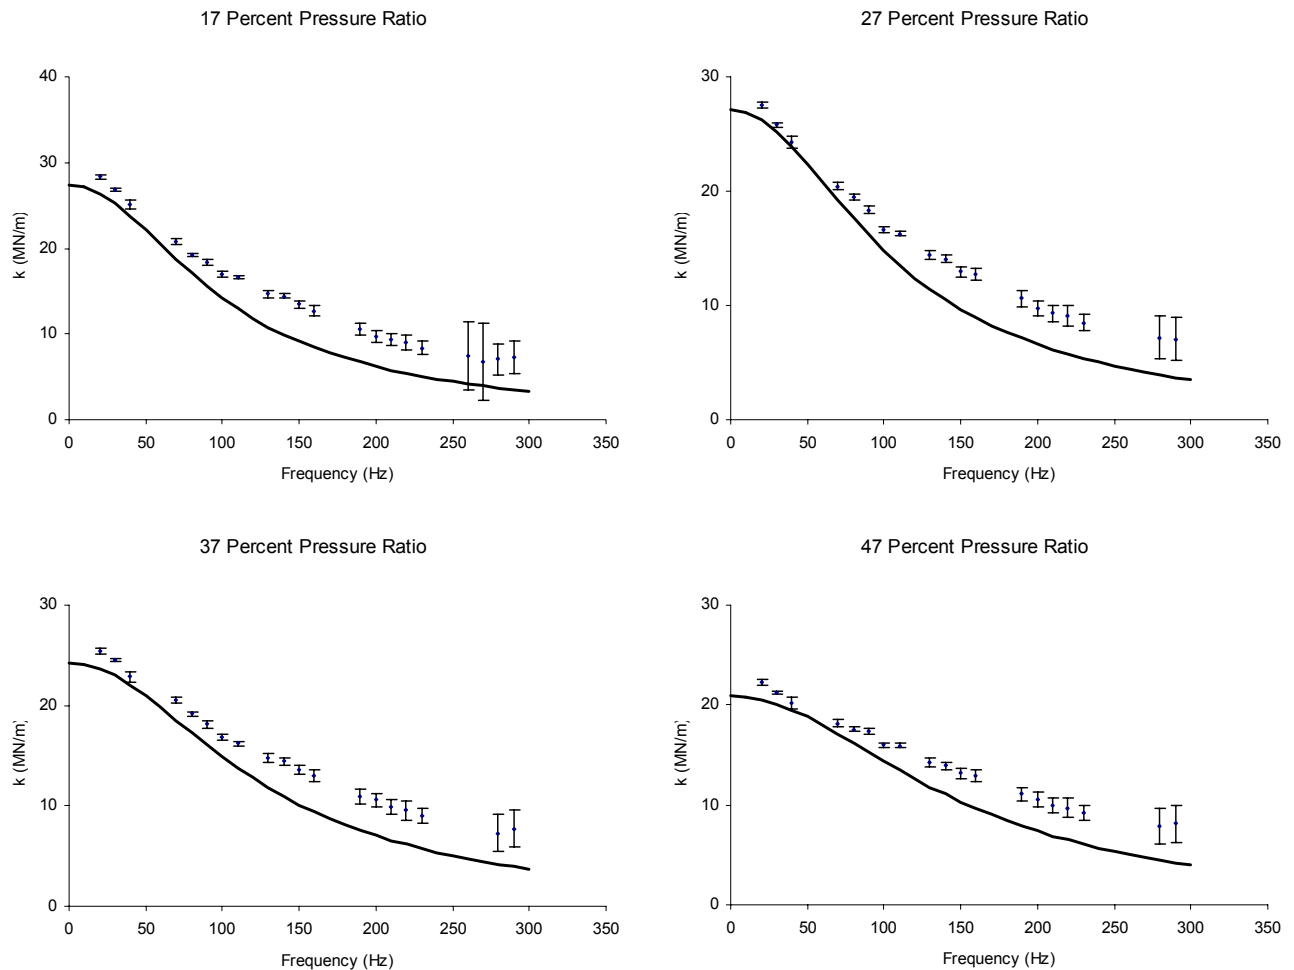 17 Percent Pressure Ratio
40
30
20
10
0
k (MN/m)
0 50 100 150 200 250 300 350
Frequency (Hz)
27 Percent Pressure Ratio
30
20
10
0
k (MN/m)
0 50 100 150 200 250 300 350
Frequency (Hz)
37 Percent Pressure Ratio
30
20
10
0
k (MN/m)
0 50 100 150 200 250 300 350
Frequency (Hz)
47 Percent Pressure Ratio
30
20
10
0
k (MN/m)
0 50 100 150 200 250 300 350
Frequency (Hz)